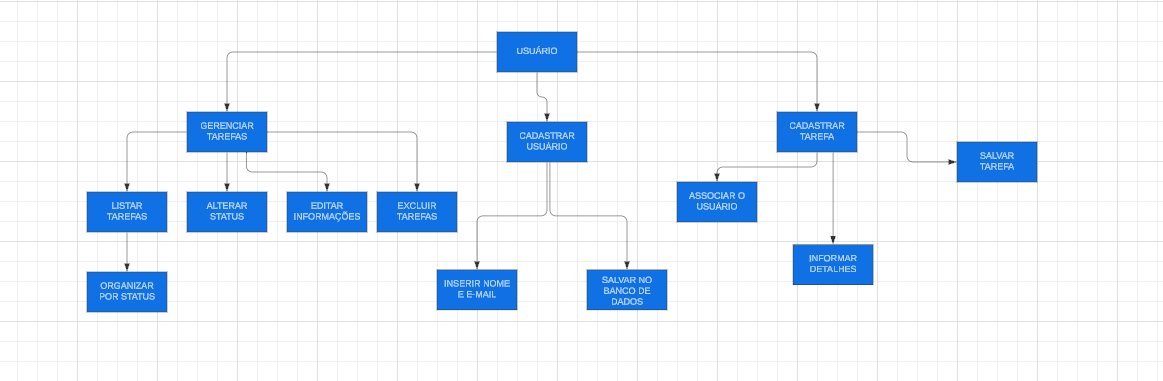 USUÁRIO
GERENCIAR
TAREFAS
CADASTRAR
USUÁRIO
CADASTRAR
TAREFA
SALVAR
TAREFA
LISTAR
TAREFAS
ALTERAR
STATUS
EDITAR
INFORMAÇÕES
EXCLUIR
TAREFAS
ASSOCIAR O
USUÁRIO
INFORMAR
DETALHES
ORGANIZAR
POR STATUS
INSERIR NOME
E E-MAIL
SALVAR NO
BANCO DE
DADOS